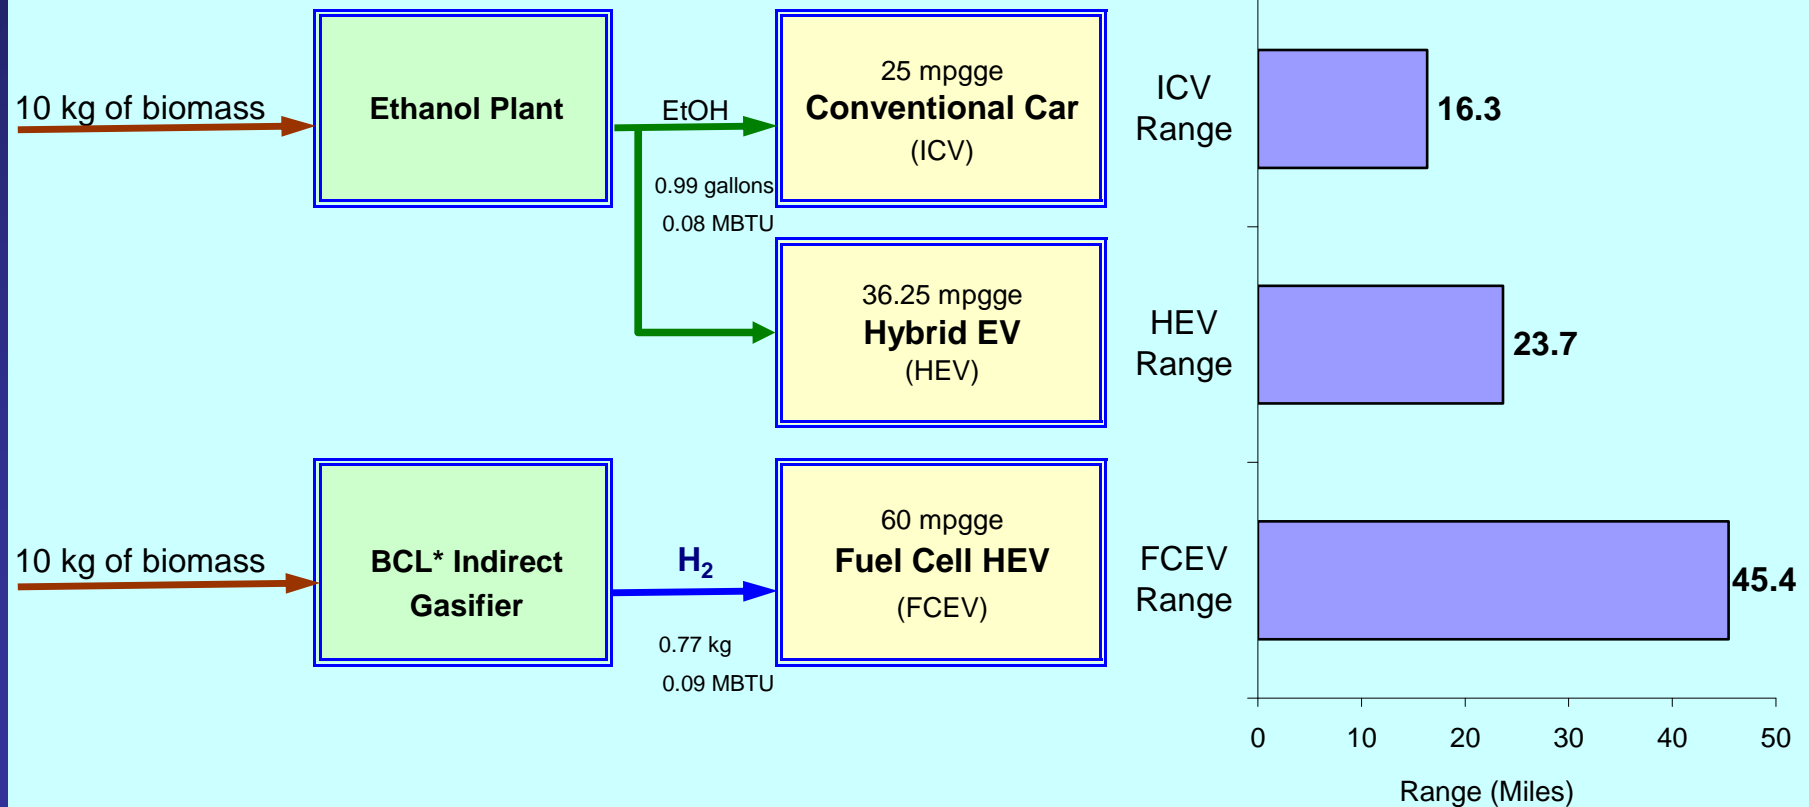 10 kg of biomass
Ethanol Plant
EtOH
0.99 gallons
0.08 MBTU
25 mpgge
Conventional Car
(ICV)
ICV
Range
16.3
36.25 mpgge
Hybrid EV
(HEV)
HEV
Range
23.7
10 kg of biomass
BCL* Indirect
Gasifier
H₂
0.77 kg
0.09 MBTU
60 mpgge
Fuel Cell HEV
(FCEV)
FCEV
Range
45.4
0 10 20 30 40 50
Range (Miles)